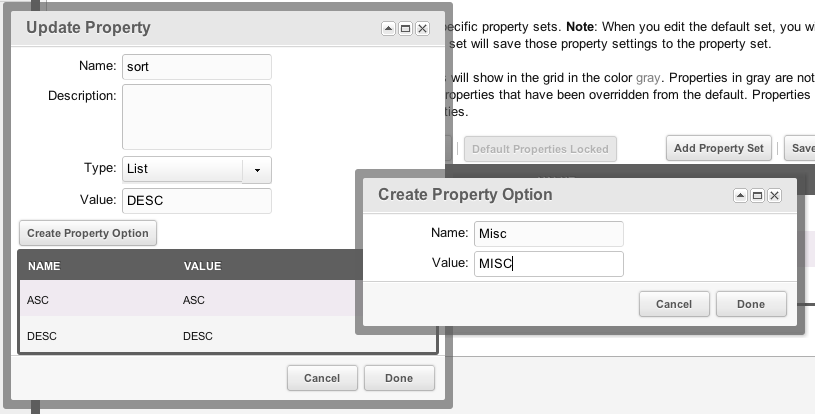 Update Property
Name: sort
Description:
Type: List
Value: DESC
Create Property Option
NAME VALUE
ASC ASC
DESC DESC
Cancel Done
ecific property sets. Note: When you edit the default set, you wi
set will save those property settings to the property set.
s will show in the grid in the color gray. Properties in gray are not
roperties that have been overridden from the default. Properties
ties.
Default Properties Locked Add Property Set Save
Create Property Option
Name: Misc
Value: MISC
Cancel Done